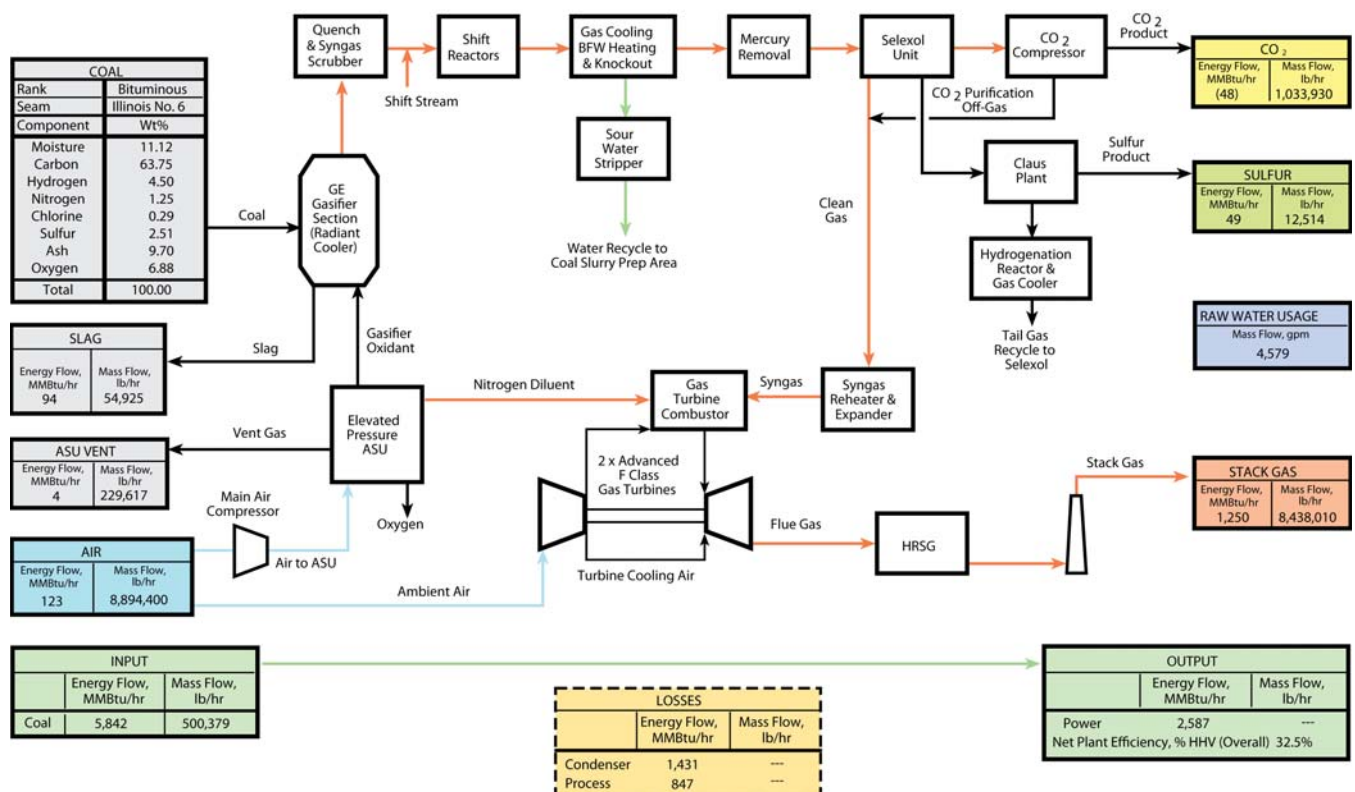 COAL
Rank Bituminous
Seam Illinois No. 6
Component Wt%
Moisture 11.12
Carbon 63.75
Hydrogen 4.50
Nitrogen 1.25
Chlorine 0.29
Sulfur 2.51
Ash 9.70
Oxygen 6.88
Total 100.00
Coal
GE
Gasifier
Section
(Radiant
Cooler)
Quench
& Syngas
Scrubber
Shift Stream
Shift
Reactors
Gas Cooling
BFW Heating
& Knockout
Mercury
Removal
Selexol
Unit
CO 2
Compressor
CO 2
Product
CO 2
Energy Flow,
MMBtu/hr
Mass Flow,
lb/hr
(48) 1,033,930
CO 2 Purification
Off-Gas
Sour
Water
Stripper
Water Recycle to
Coal Slurry Prep Area
Clean
Gas
Claus
Plant
Sulfur
Product
SULFUR
Energy Flow,
MMBtu/hr
Mass Flow,
lb/hr
49 12,514
Hydrogenation
Reactor &
Gas Cooler
Tail Gas
Recycle to
Selexol
RAW WATER USAGE
Mass Flow, gpm
4,579
SLAG
Energy Flow,
MMBtu/hr
Mass Flow,
lb/hr
94 54,925
Slag
Gasifier
Oxidant
Elevated
Pressure
ASU
Nitrogen Diluent
Gas
Turbine
Combustor
Syngas
Syngas
Reheater &
Expander
ASU VENT
Energy Flow,
MMBtu/hr
Mass Flow,
lb/hr
4 229,617
Vent Gas
Main Air
Compressor
Oxygen
2 x Advanced
F Class
Gas Turbines
Flue Gas
HRSG
Stack Gas
STACK GAS
Energy Flow,
MMBtu/hr
Mass Flow,
lb/hr
1,250 8,438,010
AIR
Energy Flow,
MMBtu/hr
Mass Flow,
lb/hr
123 8,894,400
Air to ASU
Ambient Air
Turbine Cooling Air
INPUT
Energy Flow,
MMBtu/hr
Mass Flow,
lb/hr
Coal 5,842 500,379
LOSSES
Energy Flow,
MMBtu/hr
Mass Flow,
lb/hr
Condenser 1,431 ---
Process 847 ---
OUTPUT
Energy Flow,
MMBtu/hr
Mass Flow,
lb/hr
Power 2,587 ---
Net Plant Efficiency, % HHV (Overall) 32.5%